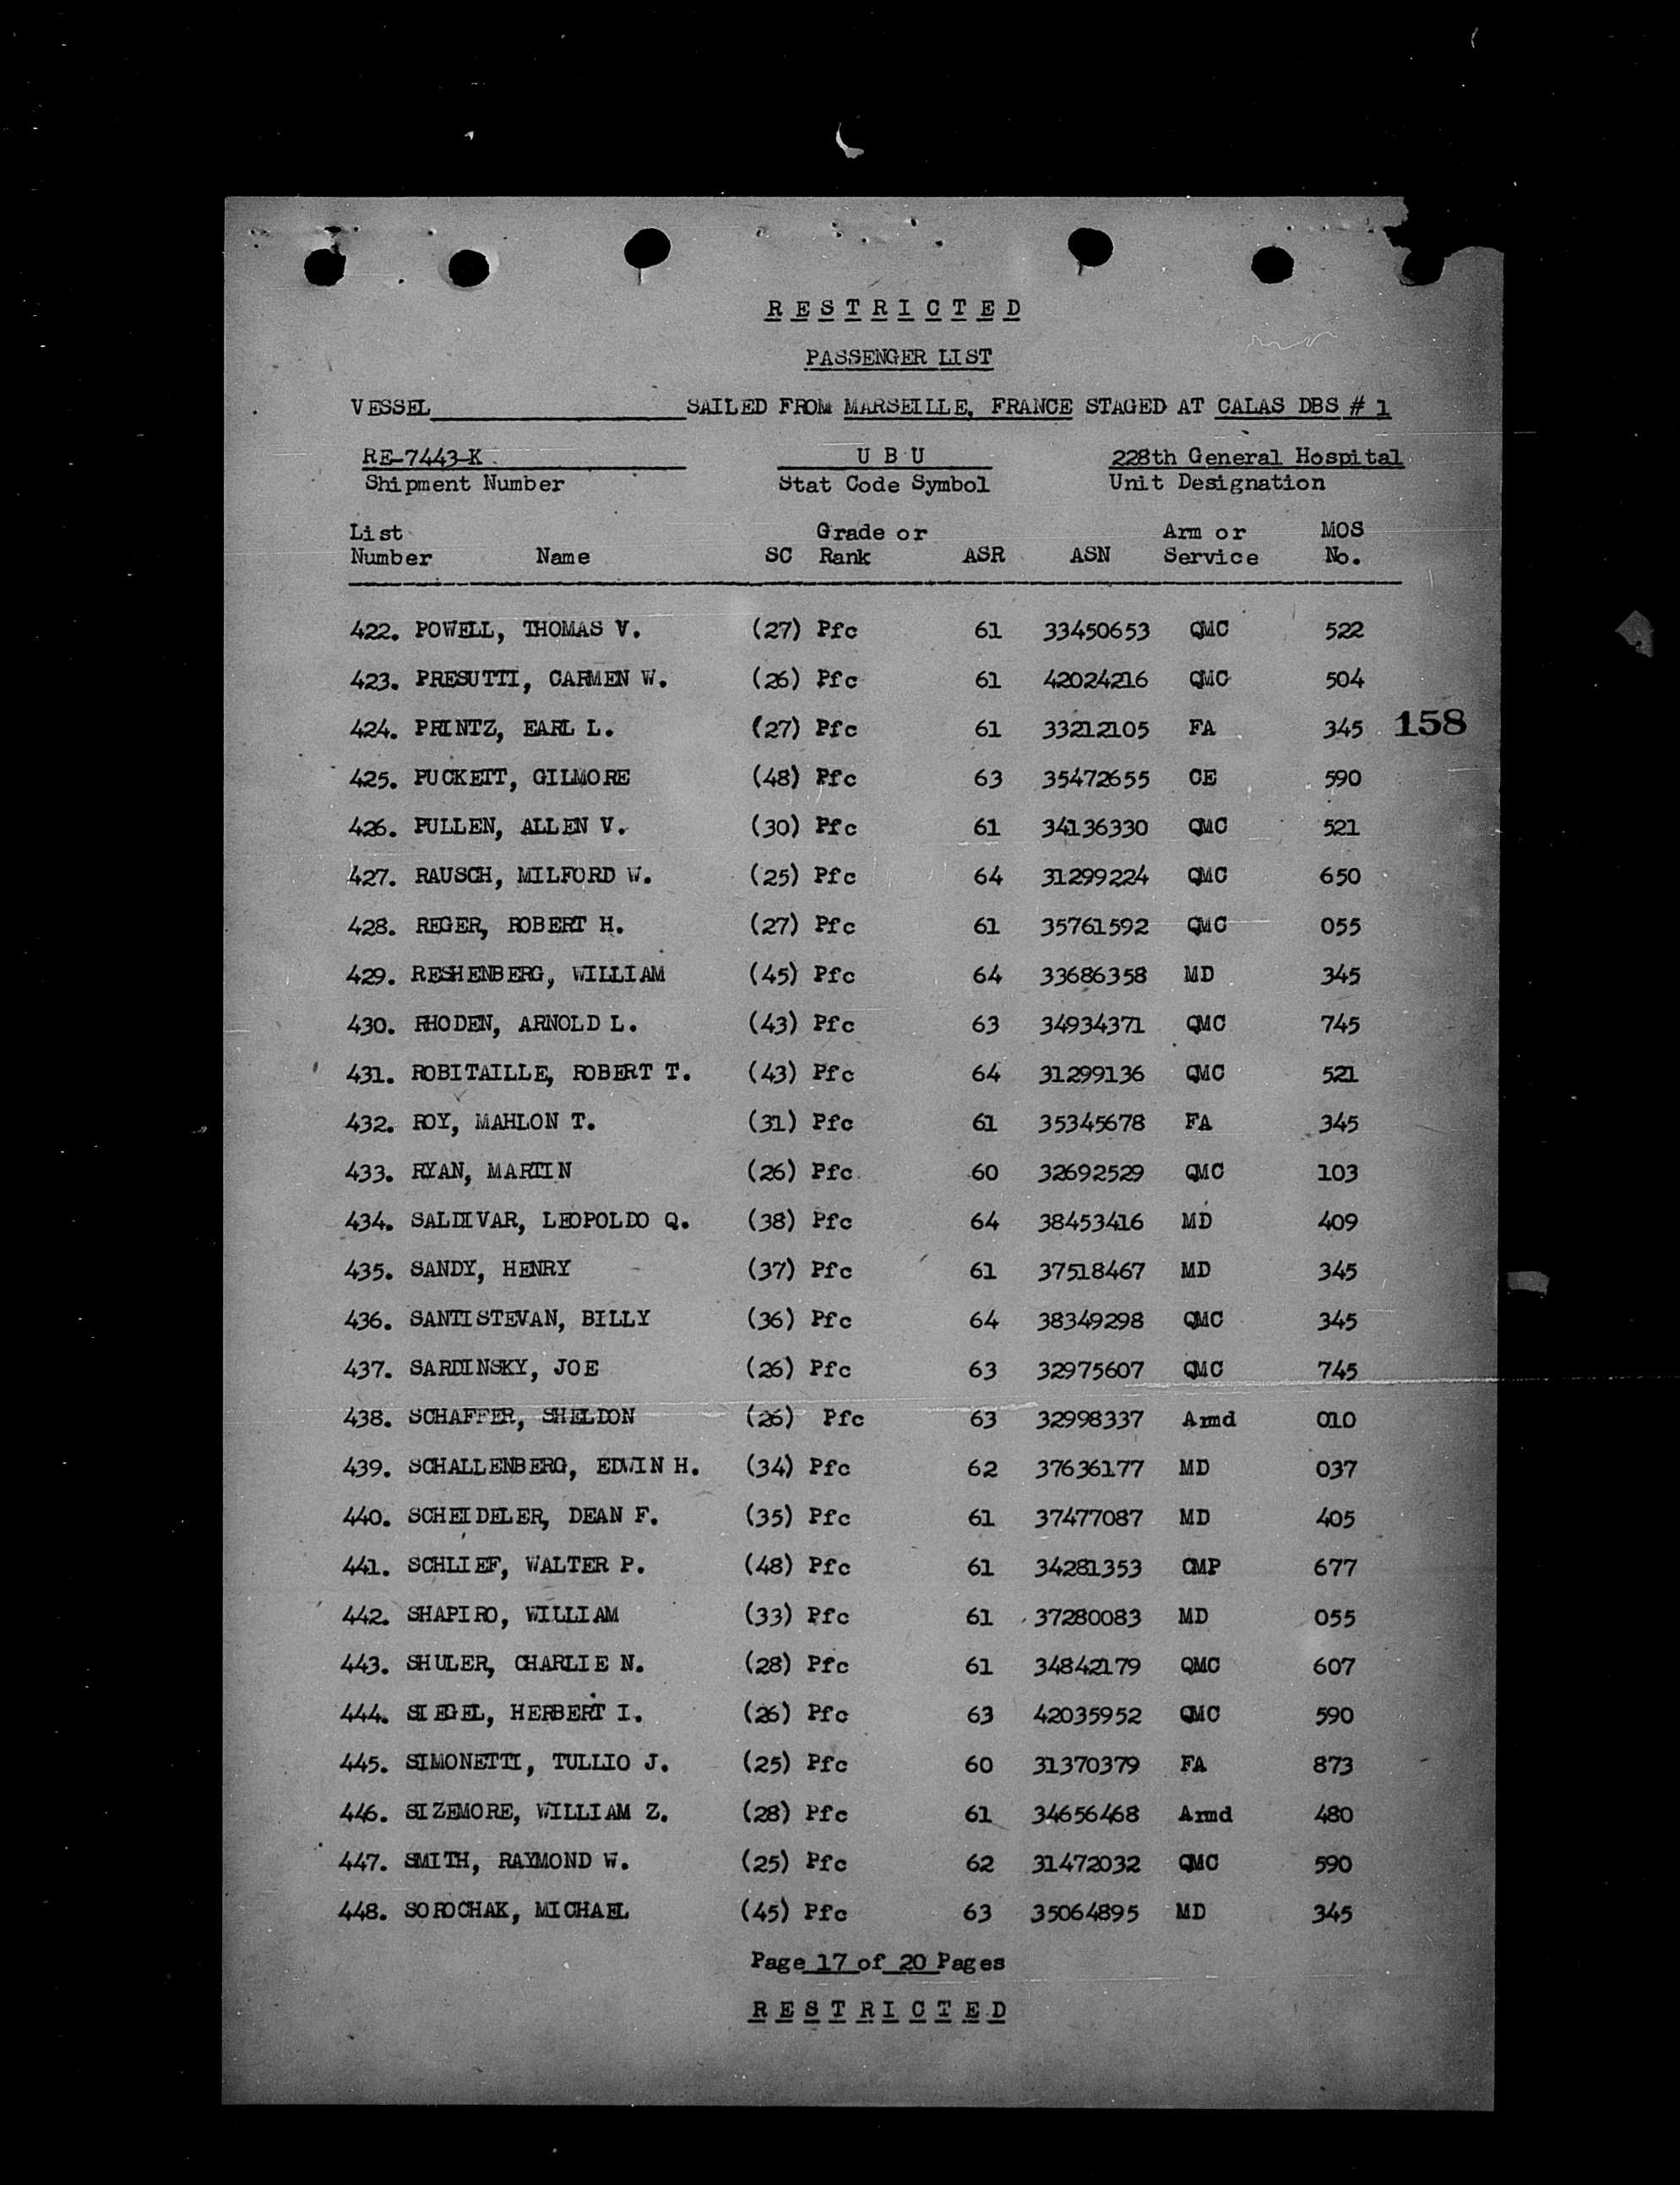 R E S T R I C T E D
PASSENGER LIST
VESSEL SAILED FROM MARSEILLE, FRANCE STAGED AT CALAS DBS # 1
RE-7443-K U B U 228th General Hospital
Shipment Number Stat Code Symbol Unit Designation
List Grade or Arm or MOS
Number Name SC Rank ASR ASN Service No.
422. POWELL, THOMAS V. (27) Pfc 61 33450653 QMC 522
423. PRESUTTI, CARMEN W. (26) Pfc 61 42024216 QMC 504
424. PRINTZ, EARL L. (27) Pfc 61 33212105 FA 345 158
425. PUCKETT, GILMORE (48) Pfc 63 35472655 CE 590
426. PULLEN, ALLEN V. (30) Pfc 61 34136330 QMC 521
427. RAUSCH, MILFORD W. (25) Pfc 64 31299224 QMC 650
428. REGER, ROBERT H. (27) Pfc 61 35761592 QMC 055
429. RESHENBERG, WILLIAM (45) Pfc 64 33686358 MD 345
430. RHODEN, ARNOLD L. (43) Pfc 63 34934371 QMC 745
431. ROBITAILLE, ROBERT T. (43) Pfc 64 31299136 QMC 521
432. ROY, MAHLON T. (31) Pfc 61 35345678 FA 345
433. RYAN, MARTIN (26) Pfc 60 32692529 QMC 103
434. SALDIVAR, LEOPOLDO Q. (38) Pfc 64 38453416 MD 409
435. SANDY, HENRY (37) Pfc 61 37518467 MD 345
436. SANTISTEVAN, BILLY (36) Pfc 64 38349298 QMC 345
437. SARDINSKY, JOE (26) Pfc 63 32975607 QMC 745
438. SCHAFFER, SHELDON (26) Pfc 63 32998337 Armd 010
439. SCHALLENBERG, EDWIN H. (34) Pfc 62 37636177 MD 037
440. SCHEIDELER, DEAN F. (35) Pfc 61 37477087 MD 405
441. SCHLIEF, WALTER P. (48) Pfc 61 34281353 CMP 677
442. SHAPIRO, WILLIAM (33) Pfc 61 37280083 MD 055
443. SHULER, CHARLIE N. (28) Pfc 61 34842179 QMC 607
444. SIEGEL, HERBERT I. (26) Pfc 63 42035952 QMC 590
445. SIMONETTI, TULLIO J. (25) Pfc 60 31370379 FA 873
446. SIZEMORE, WILLIAM Z. (28) Pfc 61 34656468 Armd 480
447. SMITH, RAYMOND W. (25) Pfc 62 31472032 QMC 590
448. SOROCHAK, MICHAEL (45) Pfc 63 35064895 MD 345
Page 17 of 20 Pages
R E S T R I C T E D